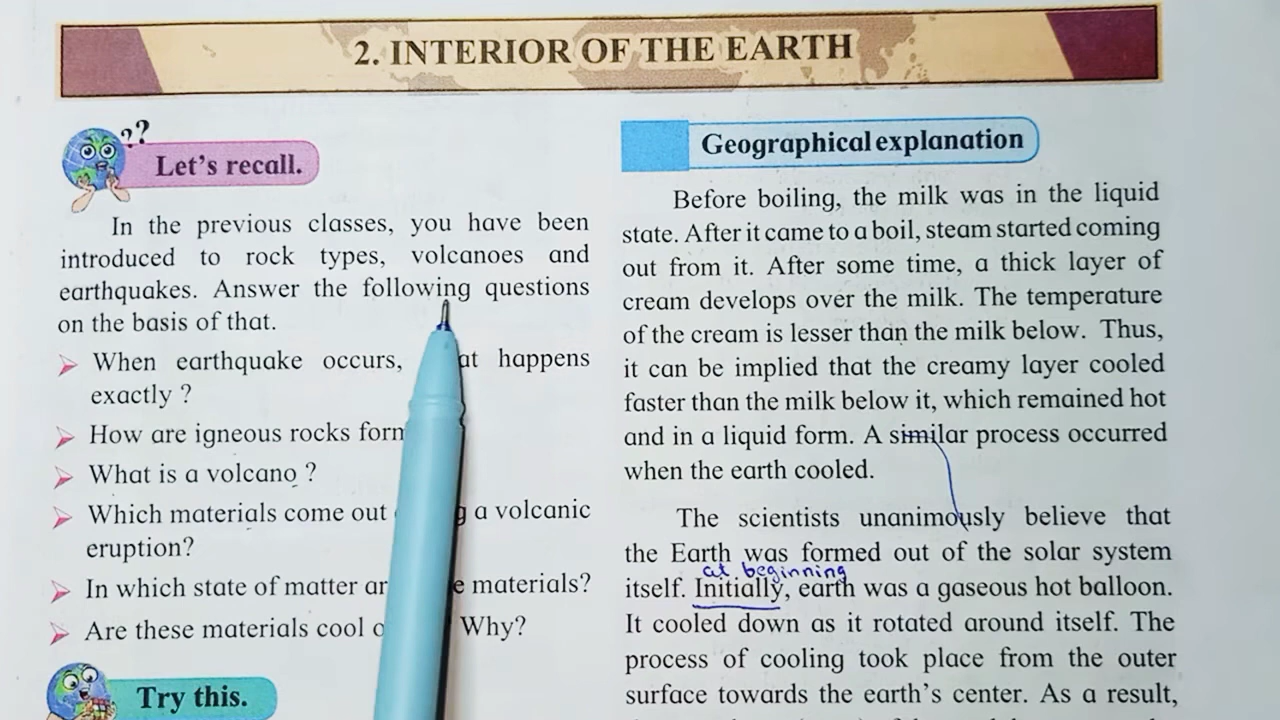 2. INTERIOR OF THE EARTH
??
Let's recall.
In the previous classes, you have been
introduced to rock types, volcanoes and
earthquakes. Answer the following questions
on the basis of that.
When earthquake occurs, happens
exactly ?
How are igneous rocks
What is a volcano ?
Which materials come out a volcanic
eruption?
In which state of matter materials?
Are these materials cool Why?
Try this.
Geographical explanation
Before boiling, the milk was in the liquid
state. After it came to a boil, steam started coming
out from it. After some time, a thick layer of
cream develops over the milk. The temperature
of the cream is lesser than the milk below. Thus,
it can be implied that the creamy layer cooled
faster than the milk below it, which remained hot
and in a liquid form. A similar process occurred
when the earth cooled.
The scientists unanimously believe that
the Earth was formed out of the solar system
at beginning
itself. Initially, earth was a gaseous hot balloon.
It cooled down as it rotated around itself. The
process of cooling took place from the outer
surface towards the earth's center. As a result,